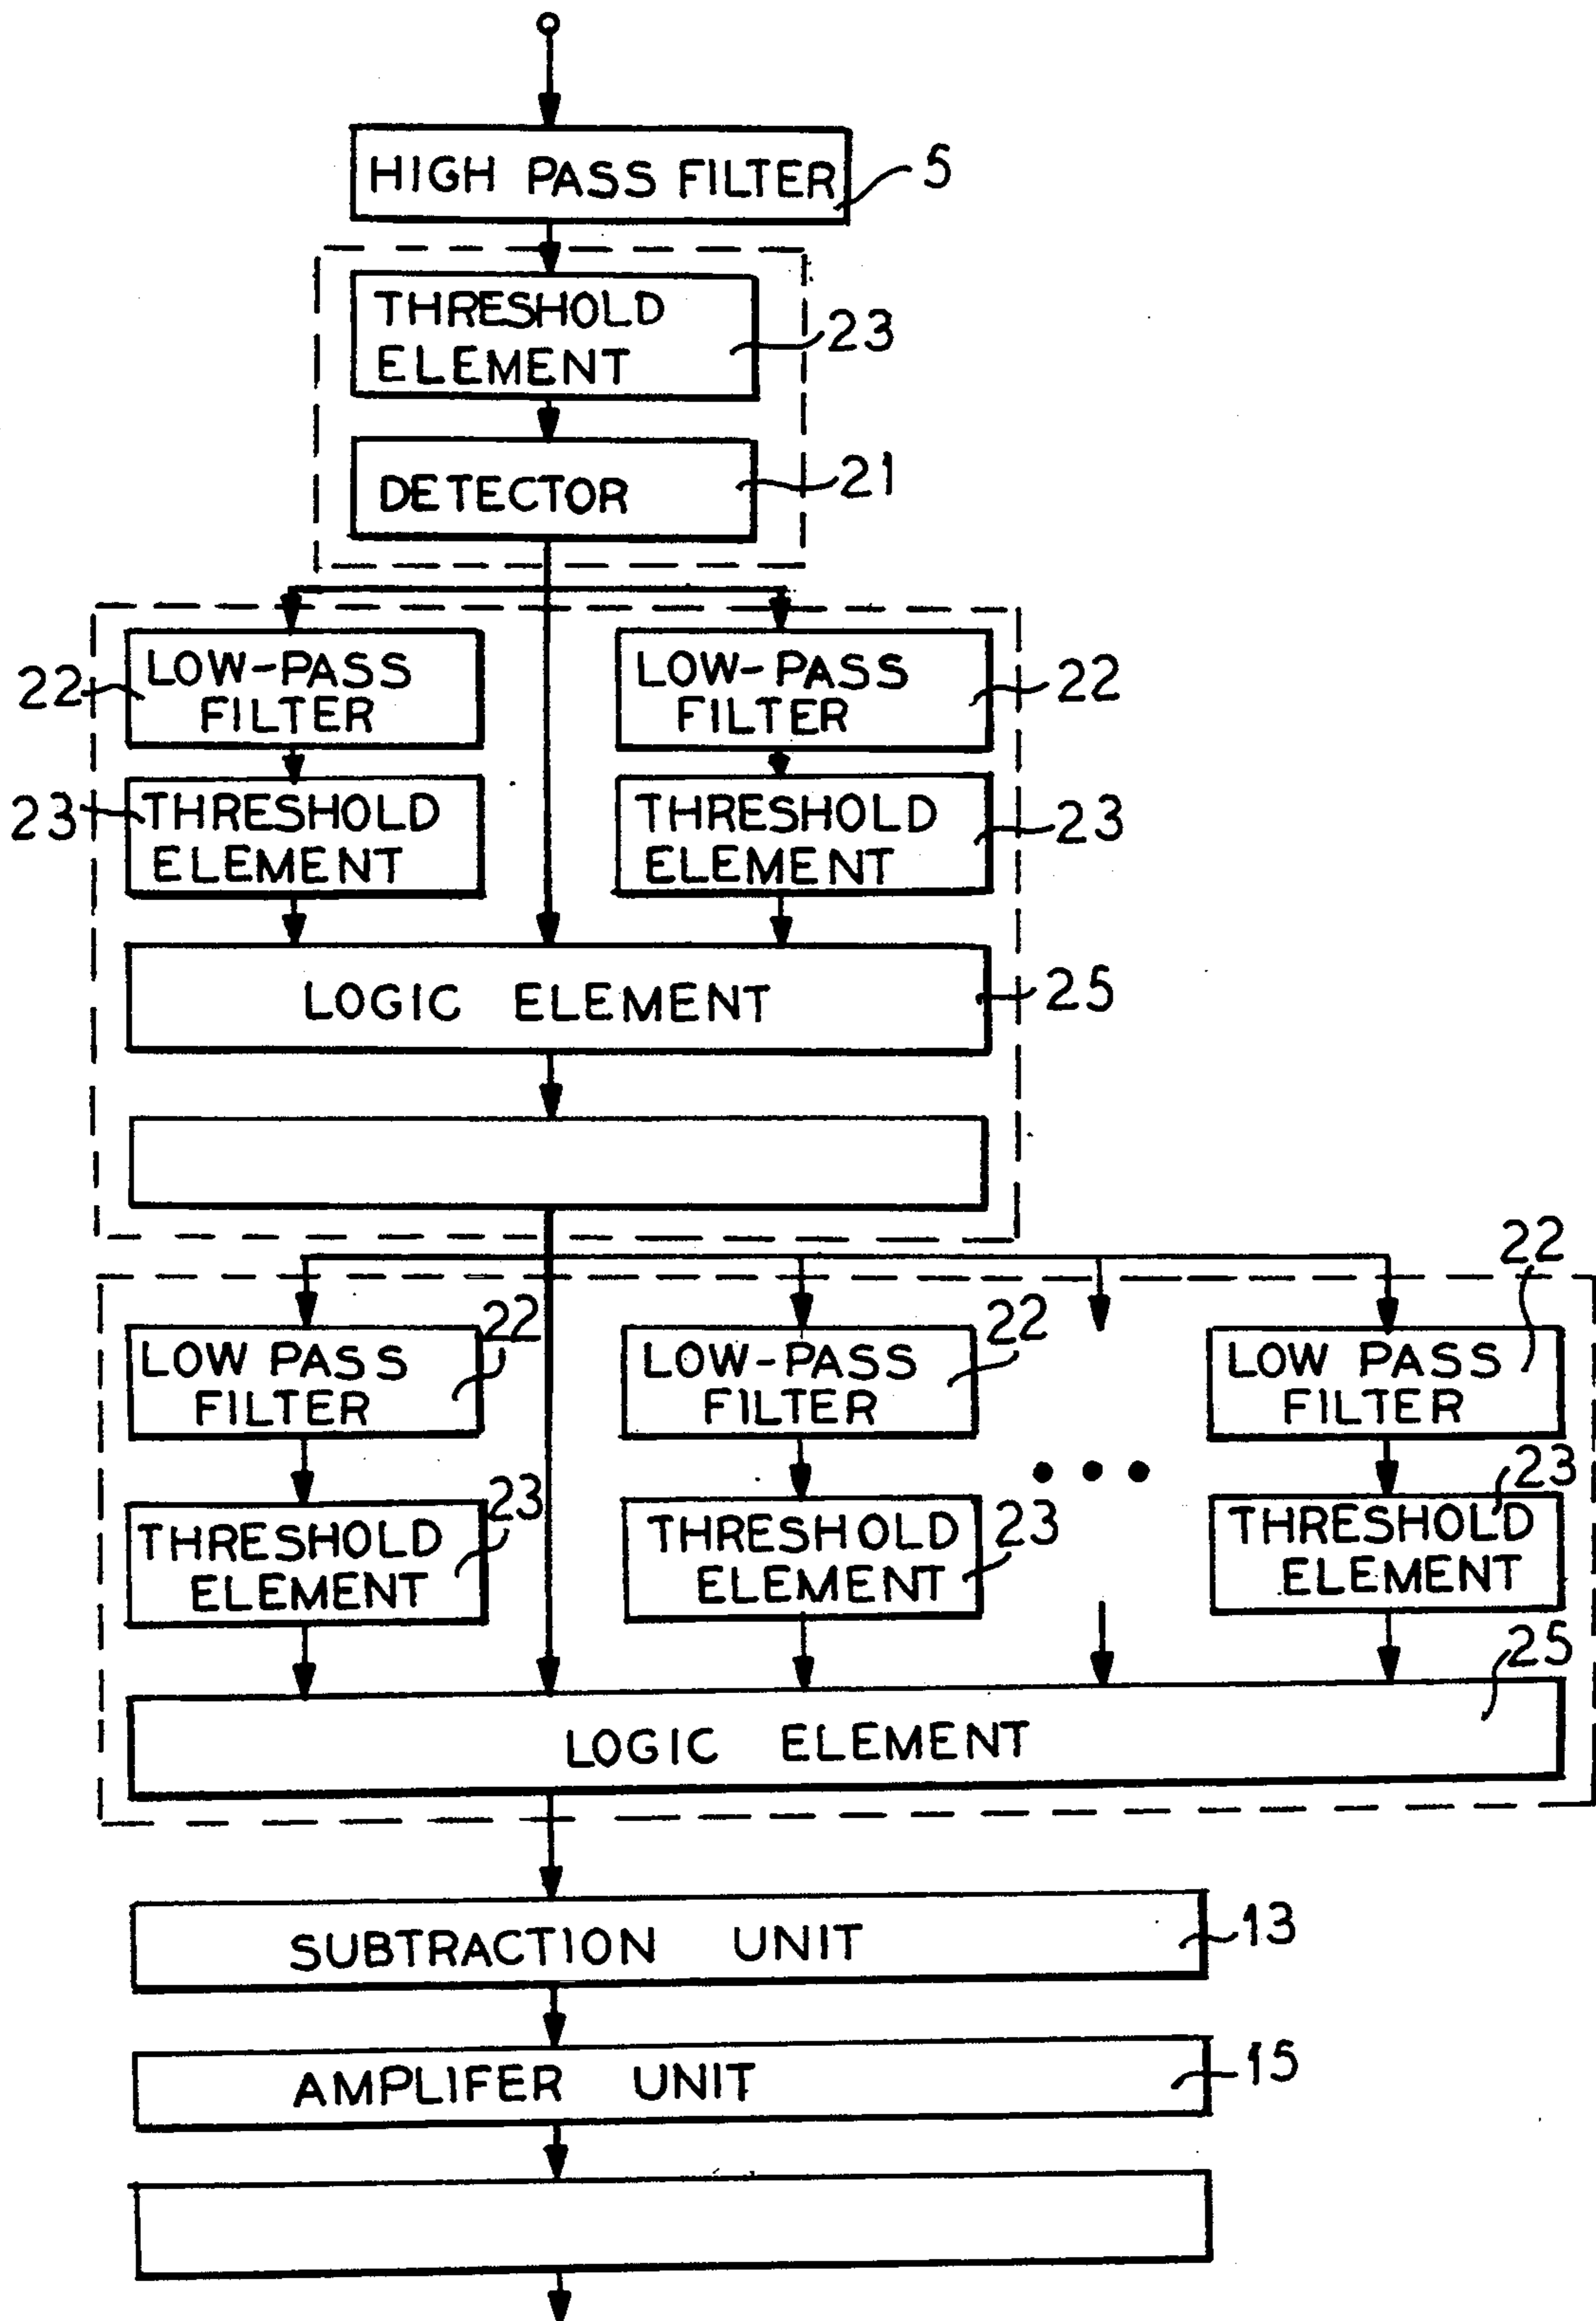 HIGH PASS FILTER
5
THRESHOLD
ELEMENT
23
DETECTOR
21
22
LOW-PASS
FILTER
LOW-PASS
FILTER
22
23
THRESHOLD
ELEMENT
THRESHOLD
ELEMENT
23
LOGIC ELEMENT
25
LOW PASS
FILTER
22
LOW-PASS
FILTER
22
LOW PASS
FILTER
22
THRESHOLD
ELEMENT
23
THRESHOLD
ELEMENT
23
THRESHOLD
ELEMENT
23
LOGIC ELEMENT
25
SUBTRACTION UNIT
13
AMPLIFER UNIT
15